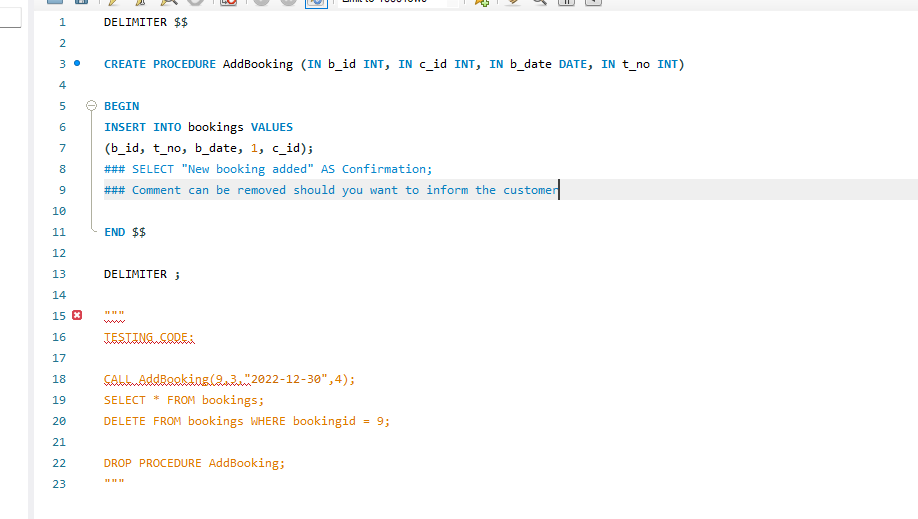 1 DELIMITER $$
2
3 CREATE PROCEDURE AddBooking (IN b_id INT, IN c_id INT, IN b_date DATE, IN t_no INT)
4
5 BEGIN
6 INSERT INTO bookings VALUES
7 (b_id, t_no, b_date, 1, c_id);
8 ### SELECT "New booking added" AS Confirmation;
9 ### Comment can be removed should you want to inform the customer
10
11 END $$
12
13 DELIMITER ;
14
15 """
16 TESTING CODE;
17
18 CALL AddBooking(9,3,"2022-12-30",4);
19 SELECT * FROM bookings;
20 DELETE FROM bookings WHERE bookingid = 9;
21
22 DROP PROCEDURE AddBooking;
23 """